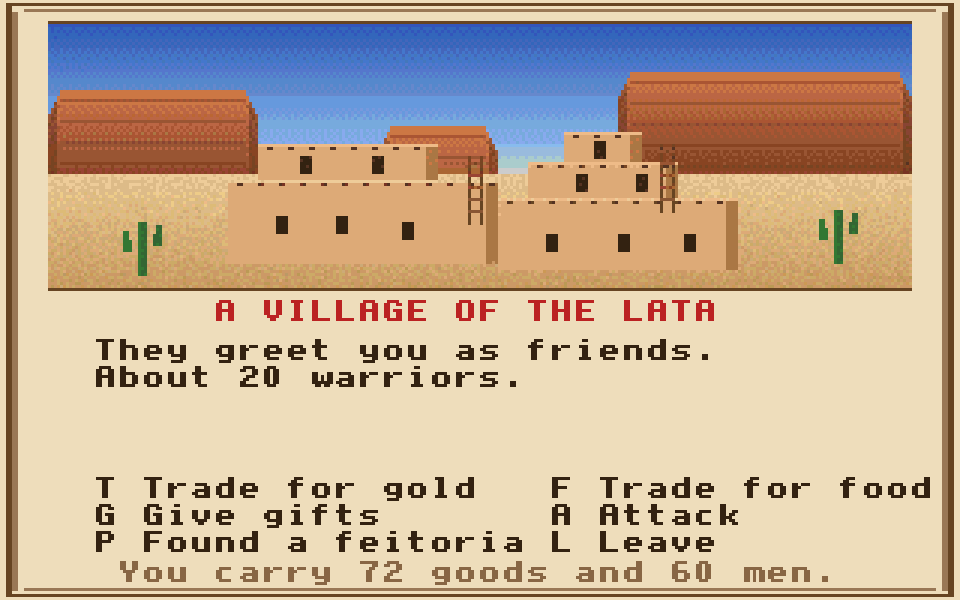 A VILLAGE OF THE LATA
They greet you as friends.
About 20 warriors.
T Trade for gold F Trade for food
G Give gifts A Attack
P Found a feitoria L Leave
You carry 72 goods and 60 men.